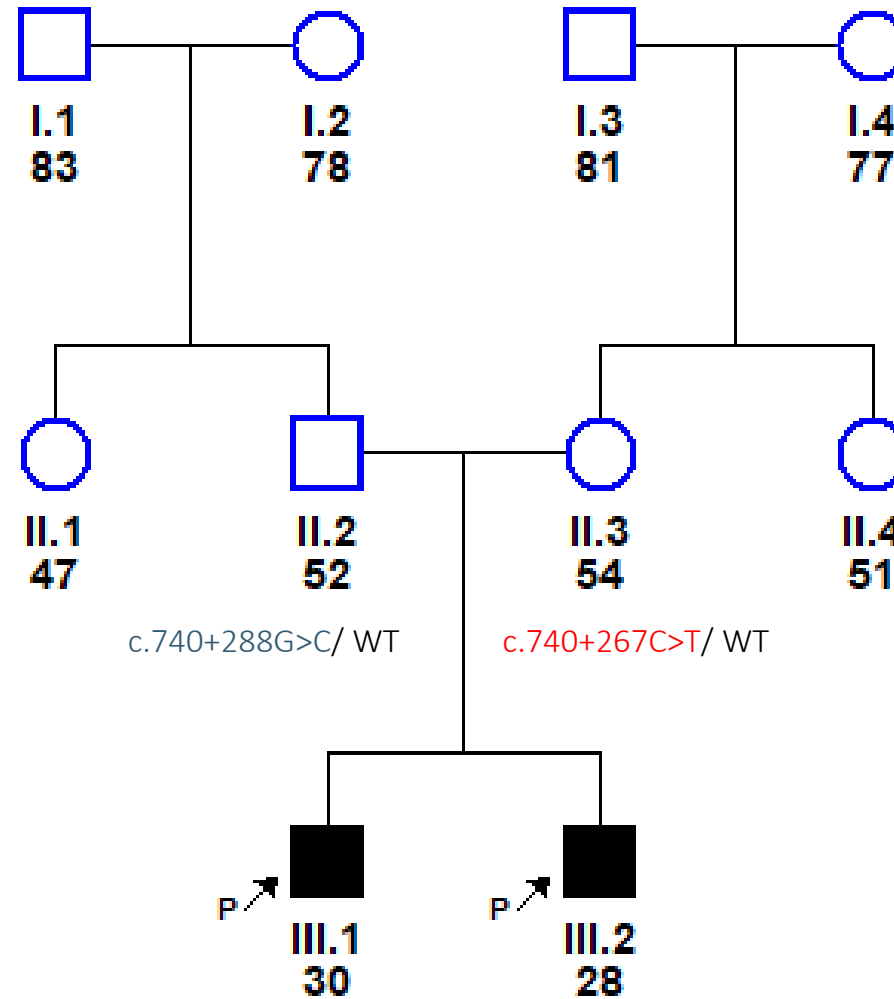 I.1 I.2 I.3 I.4
83 78 81 77
II.1 II.2 II.3 II.4
47 52 54 51
c.740+288G>C/ WT c.740+267C>T/ WT
P P
III.1 III.2
30 28